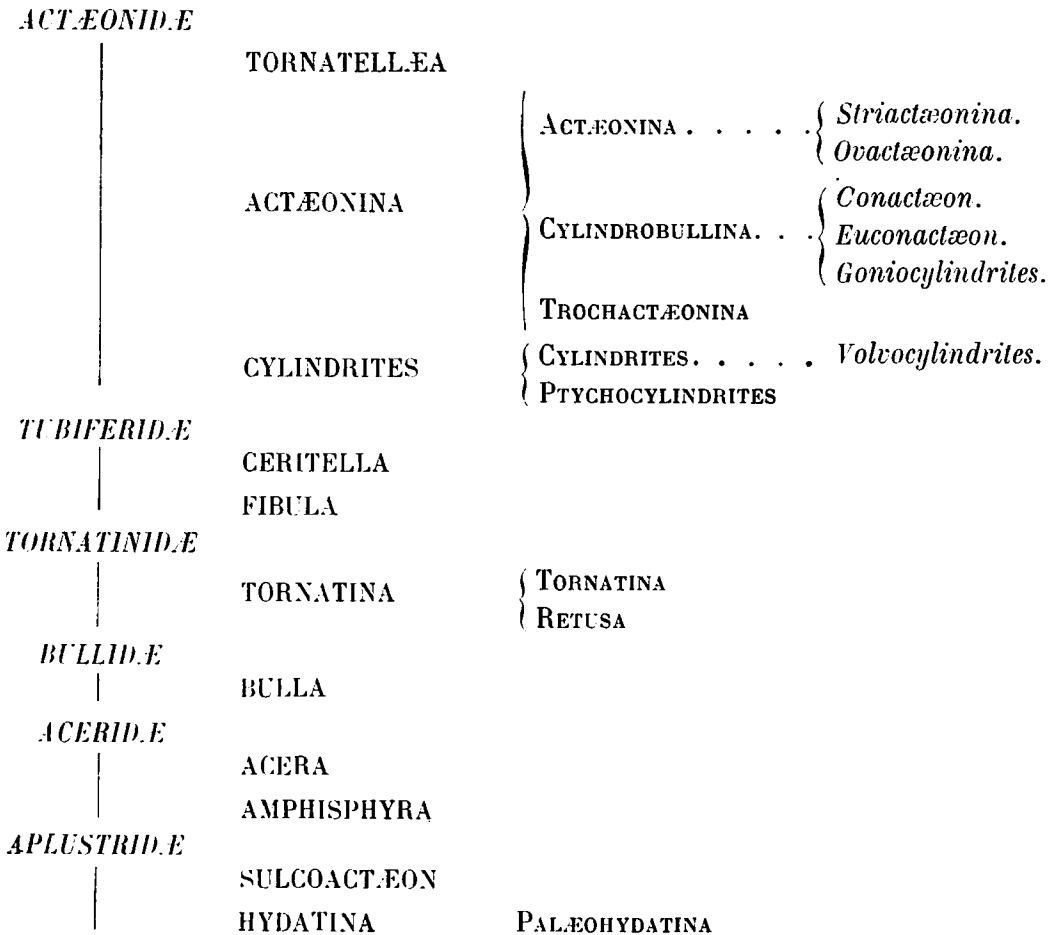 ACTÆONIDÆ
TORNATELLÆA
ACTÆONINA . . . . . Striactæonina.
Ovactæonina.
ACTÆONINA
Conactæon.
CYLINDROBULLINA. . . Euconactæon.
Goniocylindrites.
TROCHACTÆONINA
CYLINDRITES
CYLINDRITES. . . . . Volvocylindrites.
PTYCHOCYLINDRITES
TUBIFERIDÆ
CERITELLA
FIBULA
TORNATINIDÆ
TORNATINA
TORNATINA
RETUSA
BULLIDÆ
BULLA
ACERIDÆ
ACERA
AMPHISPHYRA
APLUSTRIDÆ
SULCOACTÆON
HYDATINA PALÆOHYDATINA